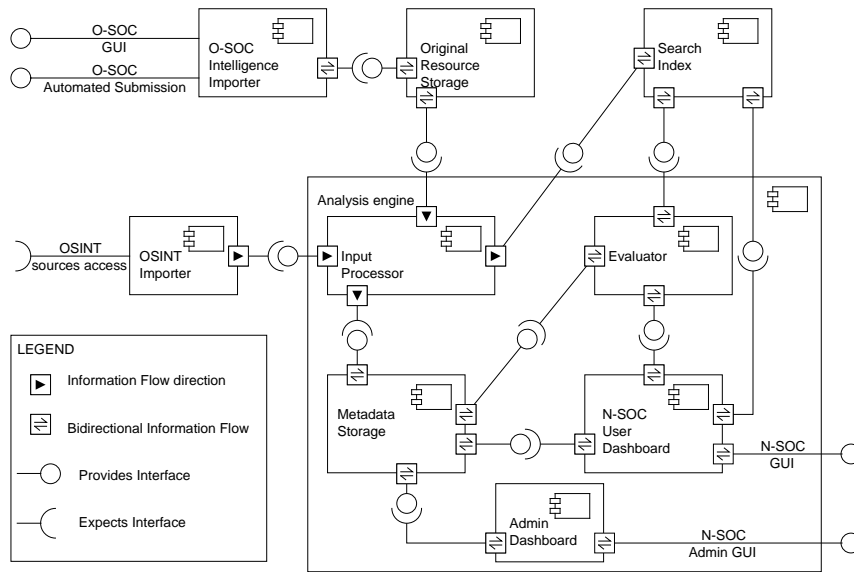 O-SOC
GUI
O-SOC
Automated Submission
O-SOC
Intelligence
Importer
Original
Resource
Storage
Search
Index
Analysis engine
OSINT
sources access
OSINT
Importer
Input
Processor
Evaluator
LEGEND
Information Flow direction
Bidirectional Information Flow
Provides Interface
Expects Interface
Metadada
Storage
N-SOC
User
Dashboard
N-SOC
GUI
Admin
Dashboard
N-SOC
Admin GUI